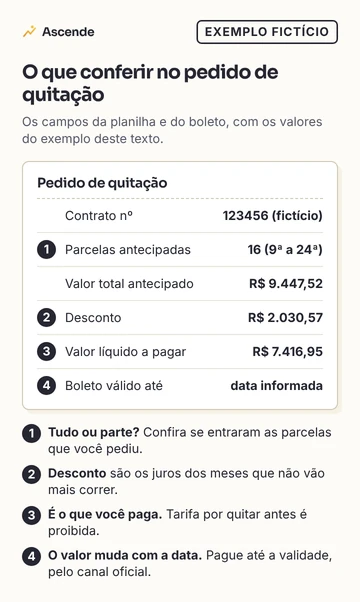 Ascende
EXEMPLO FICTÍCIO
O que conferir no pedido de
quitação
Os campos da planilha e do boleto, com os valores
do exemplo deste texto.
Pedido de quitação
Contrato nº 123456 (fictício)
1 Parcelas antecipadas 16 (9ª a 24ª)
Valor total antecipado R$ 9.447,52
2 Desconto R$ 2.030,57
3 Valor líquido a pagar R$ 7.416,95
4 Boleto válido até data informada
1 Tudo ou parte? Confira se entraram as parcelas
que você pediu.
2 Desconto são os juros dos meses que não vão
mais correr.
3 É o que você paga. Tarifa por quitar antes é
proibida.
4 O valor muda com a data. Pague até a validade,
pelo canal oficial.